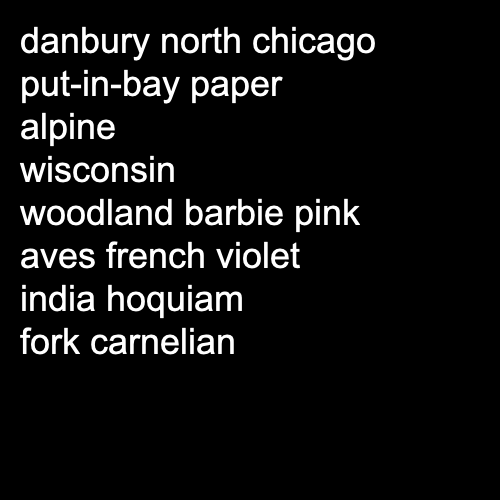 danbury north chicago
put-in-bay paper
alpine
wisconsin
woodland barbie pink
aves french violet
india hoquiam
fork carnelian